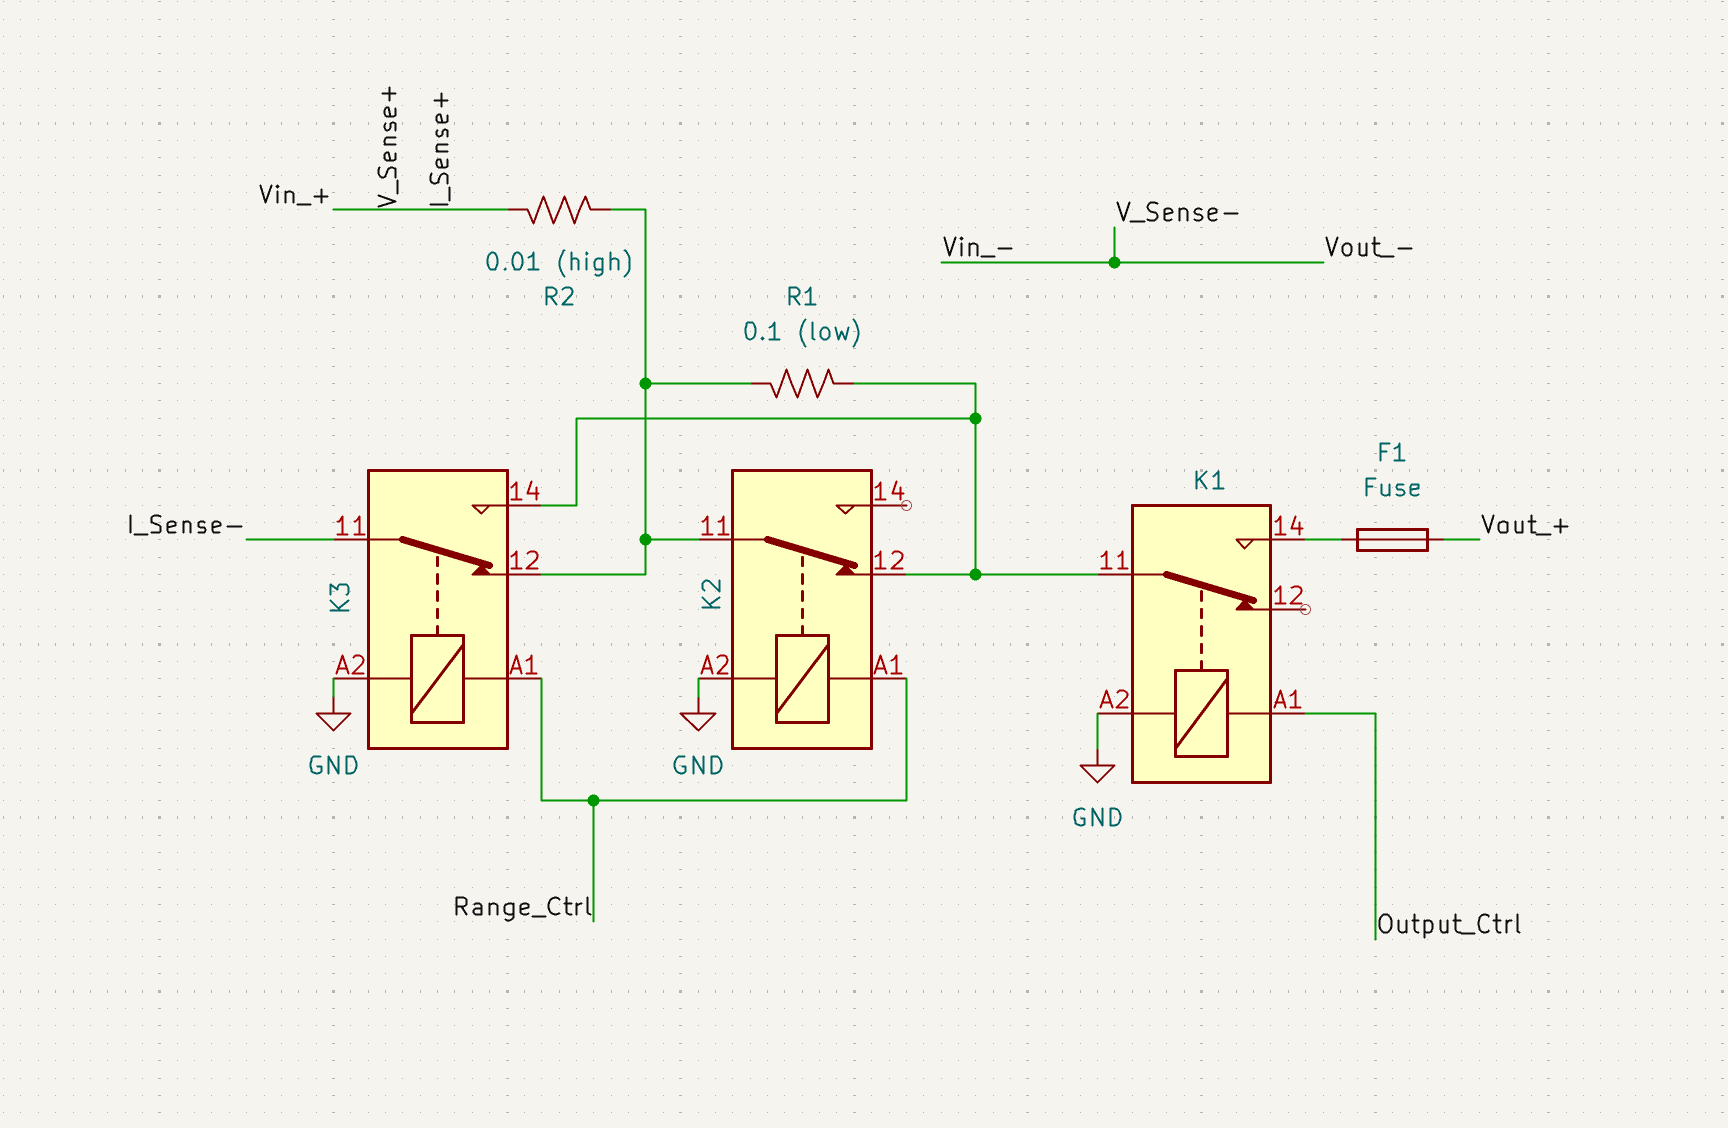 V_Sense+
I_Sense+
Vin_+
0.01 (high)
R2
V_Sense-
Vin_-
Vout_-
R1
0.1 (low)
I_Sense-
11
14
12
K3
A2
A1
GND
11
14
12
K2
A2
A1
GND
K1
11
14
12
A2
A1
GND
F1
Fuse
Vout_+
Range_Ctrl
Output_Ctrl